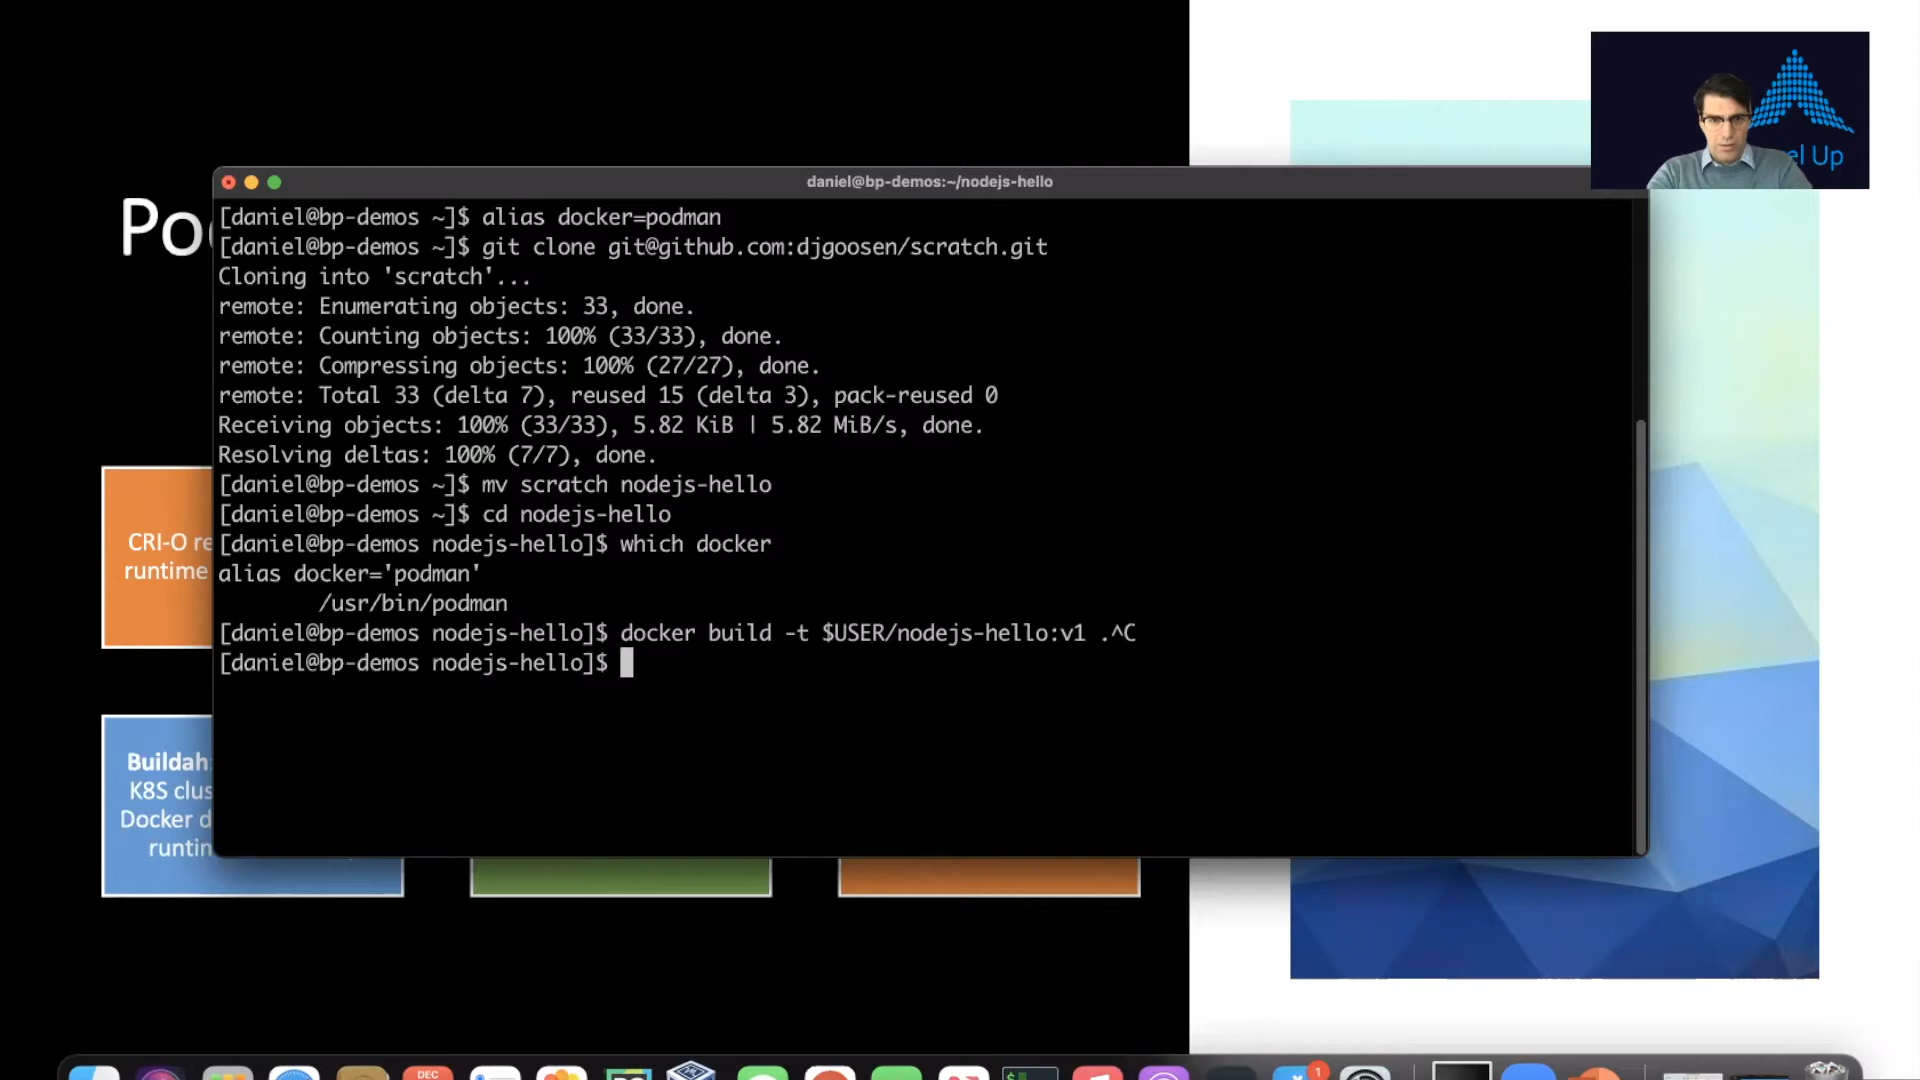 el Up
daniel@bp-demos:~/nodejs-hello
Po
[daniel@bp-demos ~]$ alias docker=podman
[daniel@bp-demos ~]$ git clone git@github.com:djgoosen/scratch.git
Cloning into 'scratch'...
remote: Enumerating objects: 33, done.
remote: Counting objects: 100% (33/33), done.
remote: Compressing objects: 100% (27/27), done.
remote: Total 33 (delta 7), reused 15 (delta 3), pack-reused 0
Receiving objects: 100% (33/33), 5.82 KiB | 5.82 MiB/s, done.
Resolving deltas: 100% (7/7), done.
[daniel@bp-demos ~]$ mv scratch nodejs-hello
[daniel@bp-demos ~]$ cd nodejs-hello
[daniel@bp-demos nodejs-hello]$ which docker
alias docker='podman'
/usr/bin/podman
[daniel@bp-demos nodejs-hello]$ docker build -t $USER/nodejs-hello:v1 .^C
[daniel@bp-demos nodejs-hello]$
CRI-O re
runtime
Buildah:
K8S clus
Docker d
runtin
DEC
1